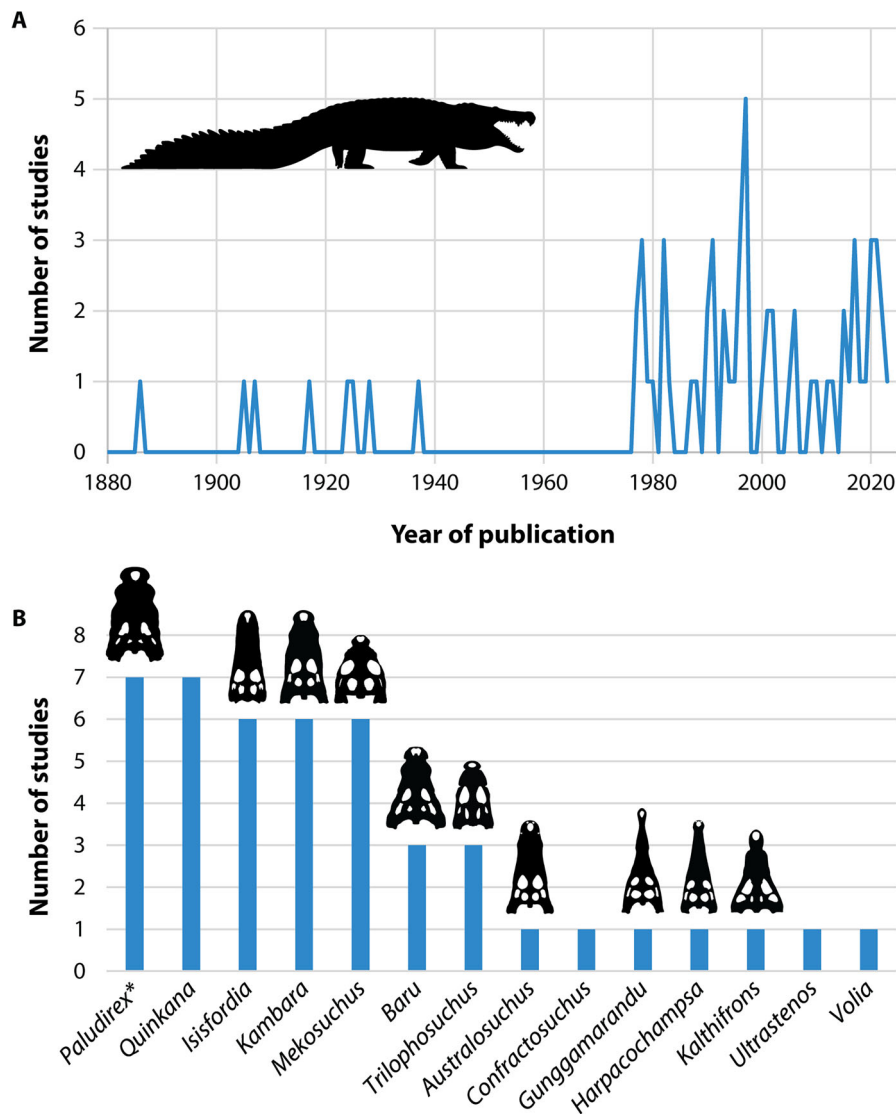 A
6
5
4
3
2
1
0
Number of studies
1880 1900 1920 1940 1960 1980 2000 2020
Year of publication
B
8
7
6
5
4
3
2
1
0
Number of studies
Paludirex*
Quinkana
Isisfordia
Kambara
Mekosuchus
Baru
Trilophosuchus
Australosuchus
Confractosuchus
Gunggamarandu
Harpacochampsa
Kalthifrons
Ultrastenos
Volia